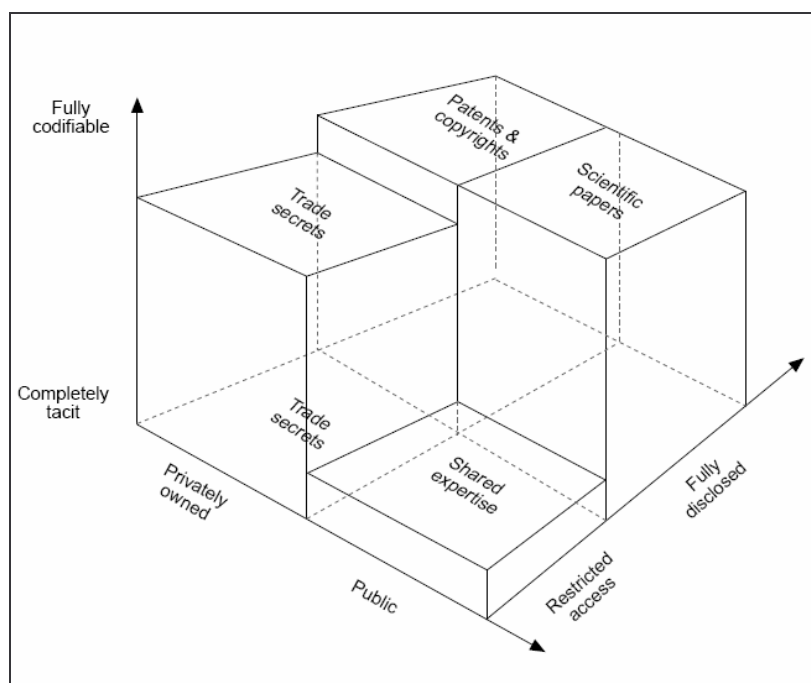 Fully
codifiable
Patents &
copyrights
Scientific
papers
Trade
secrets
Completely
tacit
Trade
secrets
Shared
expertise
Privately
owned
Public
Restricted
access
Fully
disclosed